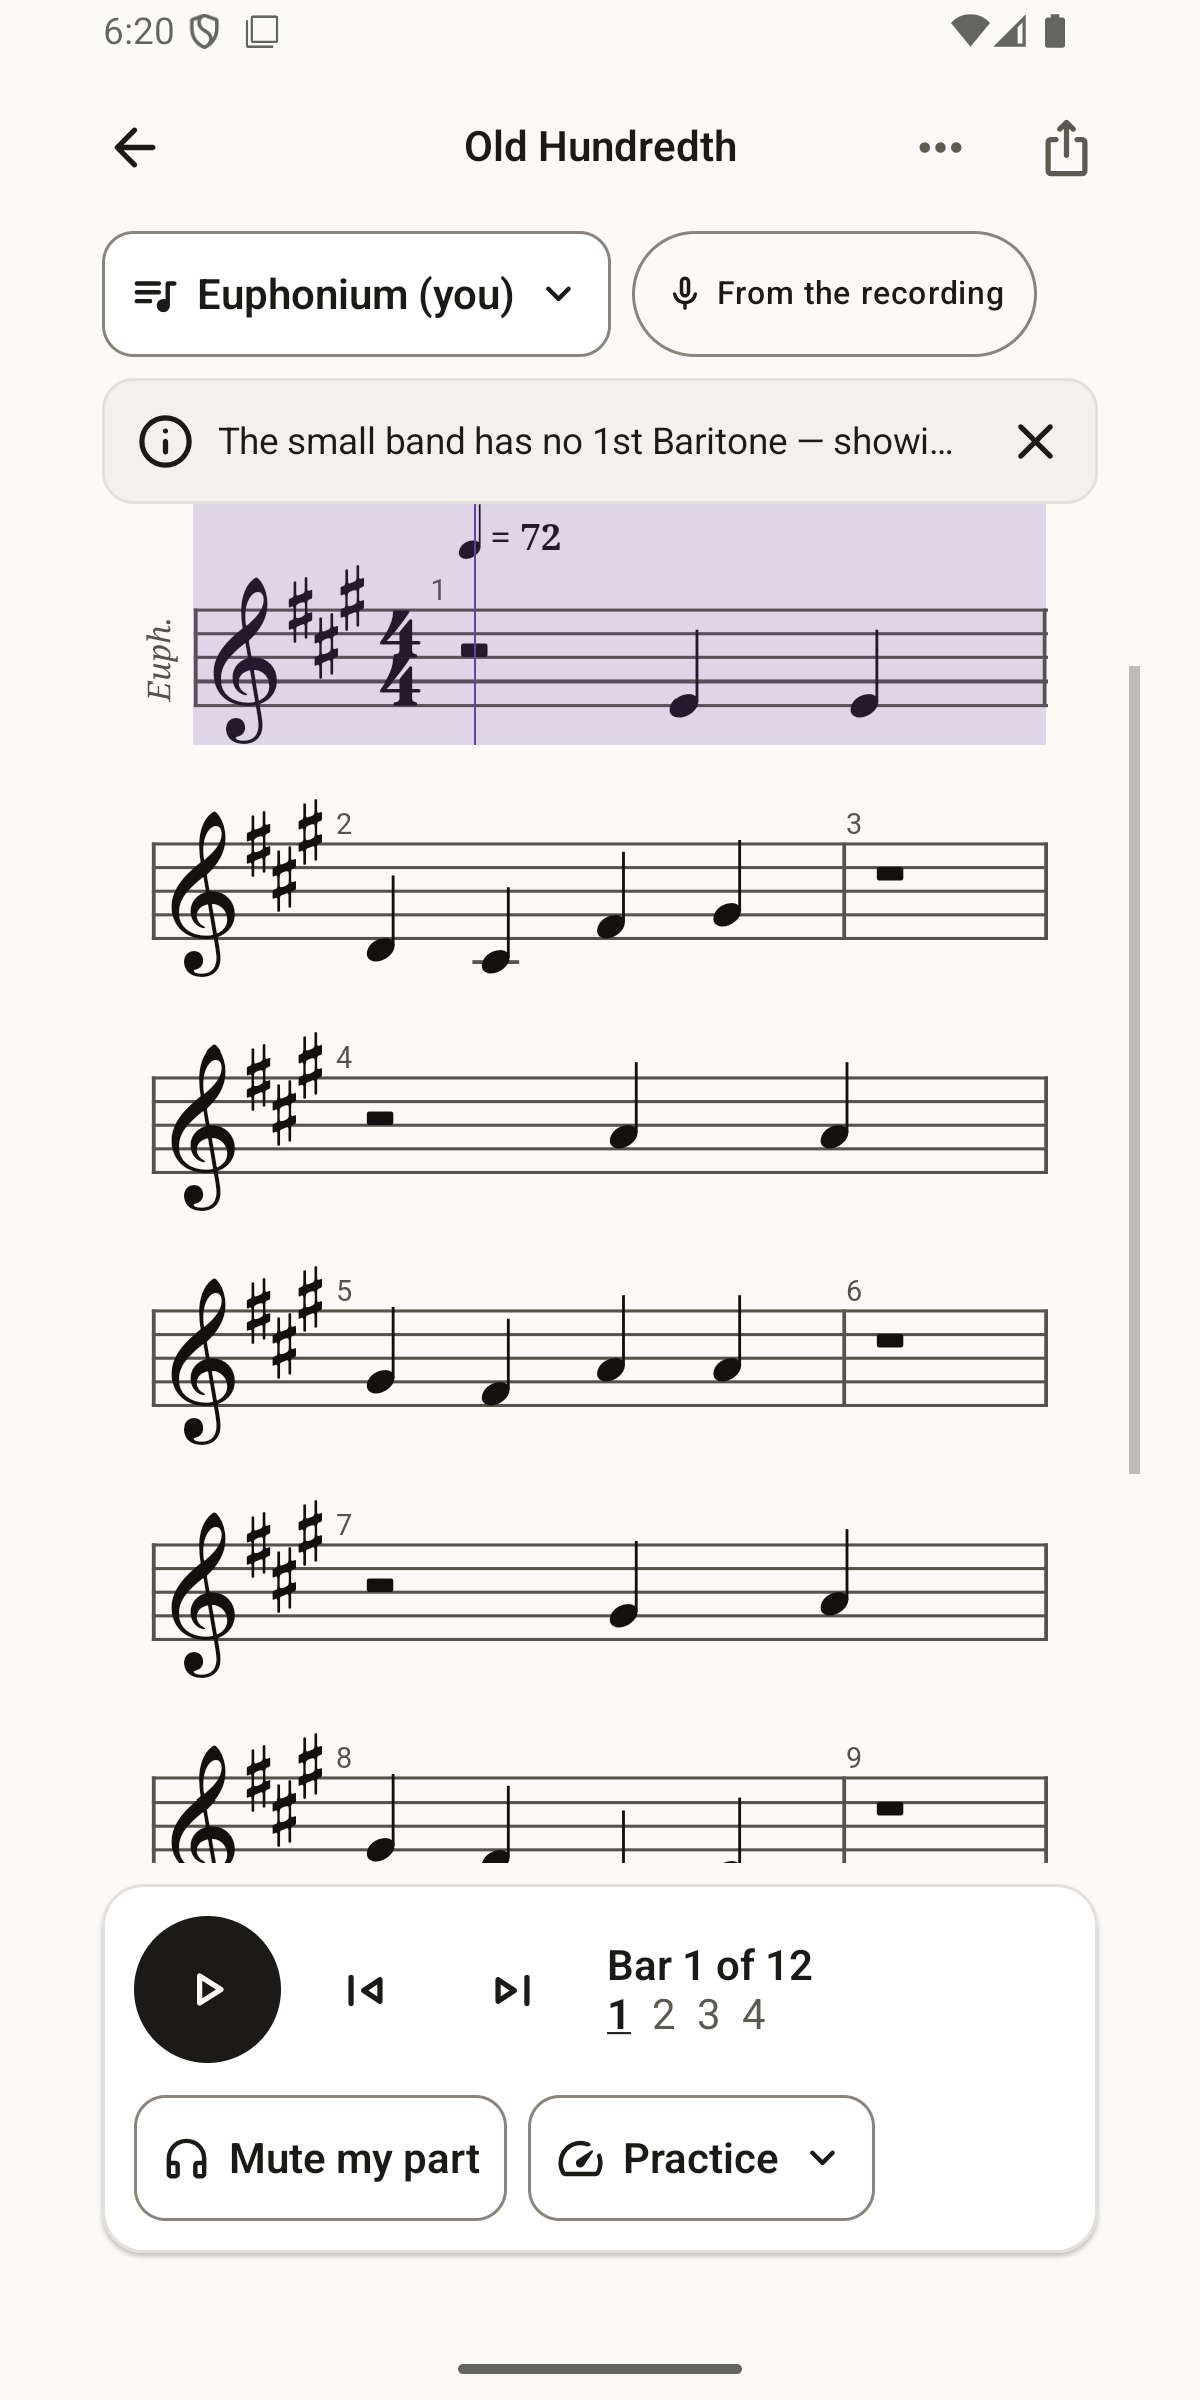 6:20
Old Hundredth
Euphonium (you)
From the recording
The small band has no 1st Baritone — showi…
= 72
1
Euph.
4
4
2
3
4
5
6
7
8
9
Bar 1 of 12
1 2 3 4
Mute my part
Practice